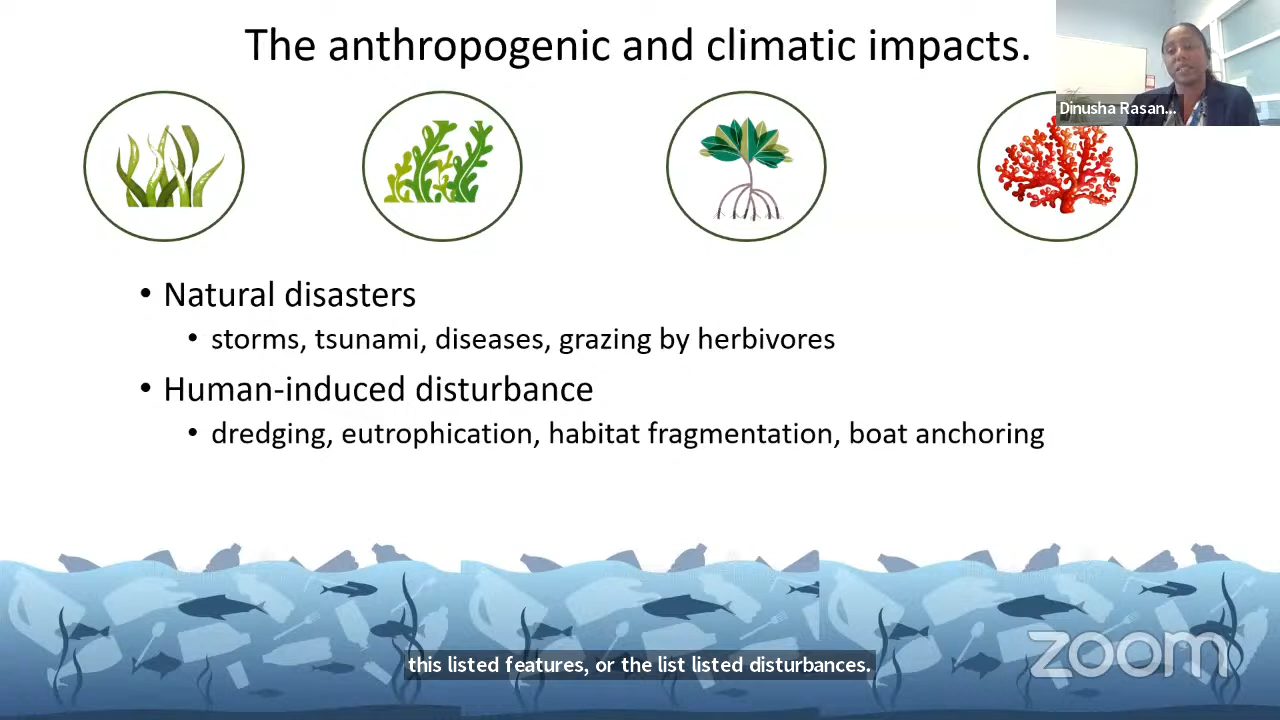 The anthropogenic and climatic impacts.
Dinusha Rasan...
• Natural disasters
• storms, tsunami, diseases, grazing by herbivores
• Human-induced disturbance
• dredging, eutrophication, habitat fragmentation, boat anchoring
zoom
this listed features, or the list listed disturbances.